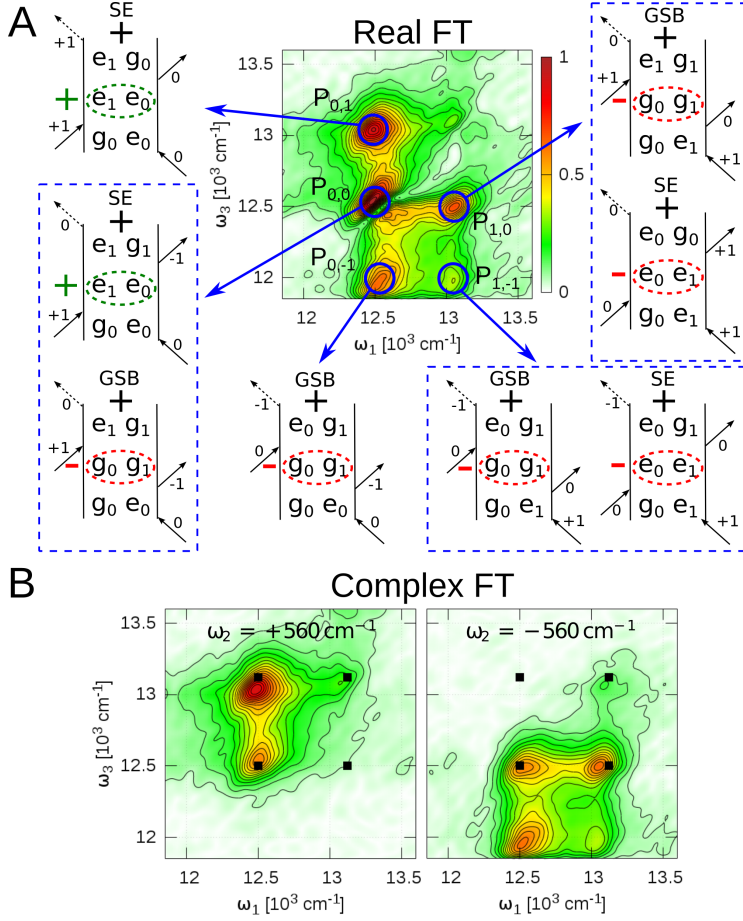 A
Real FT
SE
+
+1
e₁ g₀
0
+
e₁ e₀
+1
g₀ e₀
0
SE
+
0
e₁ g₁
-1
+
e₁ e₀
+1
g₀ e₀
0
GSB
+
0
e₁ g₁
+1
−
g₀ g₁
-1
g₀ e₀
0
P₀,₁
P₀,₀
P₀,₋₁
P₁,₀
P₁,₋₁
ω₃ [10³ cm⁻¹]
13.5
13
12.5
12
12 12.5 13 13.5
ω₁ [10³ cm⁻¹]
1
0.5
0
GSB
+
0
e₁ g₁
+1
−
g₀ g₁
0
g₀ e₁
+1
SE
+
0
e₀ g₀
+1
−
e₀ e₁
0
g₀ e₁
+1
GSB
+
-1
e₀ g₁
0
−
g₀ g₁
-1
g₀ e₀
0
GSB
+
-1
e₀ g₁
0
−
g₀ g₁
0
g₀ e₁
+1
SE
+
-1
e₀ g₁
0
−
e₀ e₁
0
g₀ e₁
+1
B
Complex FT
ω₂ = +560 cm⁻¹
ω₂ = −560 cm⁻¹
ω₃ [10³ cm⁻¹]
13.5
13
12.5
12
12 12.5 13 13.5
12 12.5 13 13.5
ω₁ [10³ cm⁻¹]
ω₁ [10³ cm⁻¹]